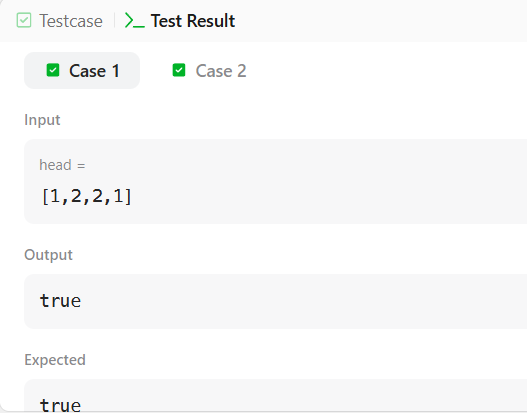 Testcase Test Result
Case 1 Case 2
Input
head =
[1,2,2,1]
Output
true
Expected
true